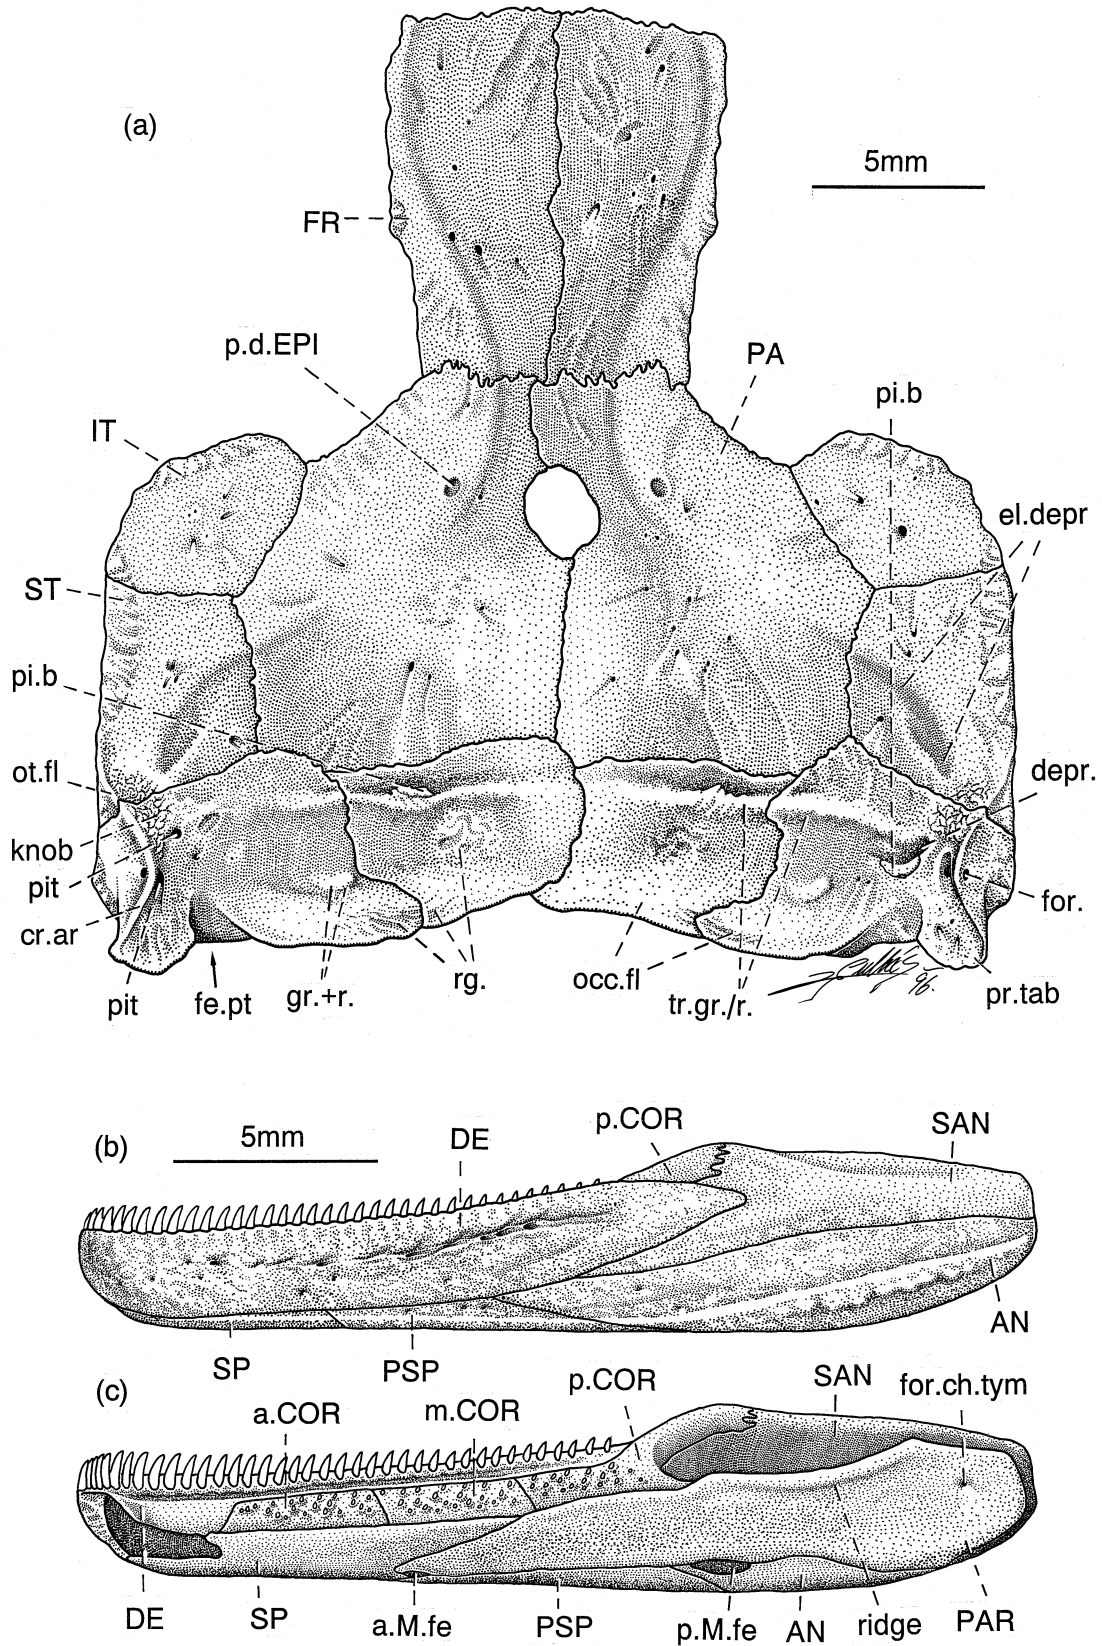 (a)
5mm
FR
p.d.EPI
PA
pi.b
IT
el.depr
ST
pi.b
ot.fl
depr.
knob
pit
for.
cr.ar
pit
fe.pt
gr.+r.
rg.
occ.fl
tr.gr./r.
pr.tab
96.
(b)
5mm
DE
p.COR
SAN
AN
SP
PSP
(c)
a.COR
m.COR
p.COR
SAN
for.ch.tym
DE
SP
a.M.fe
PSP
p.M.fe
AN
ridge
PAR